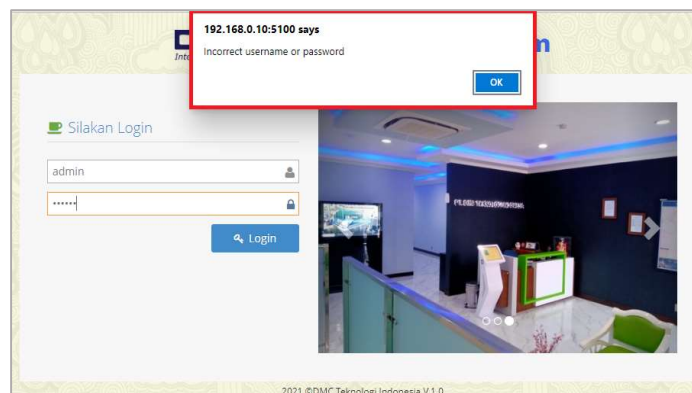 192.168.0.10:5100 says
Incorrect username or password
OK
Silakan Login
admin
Login
2021 ©DMC Teknologi Indonesia V.1.0